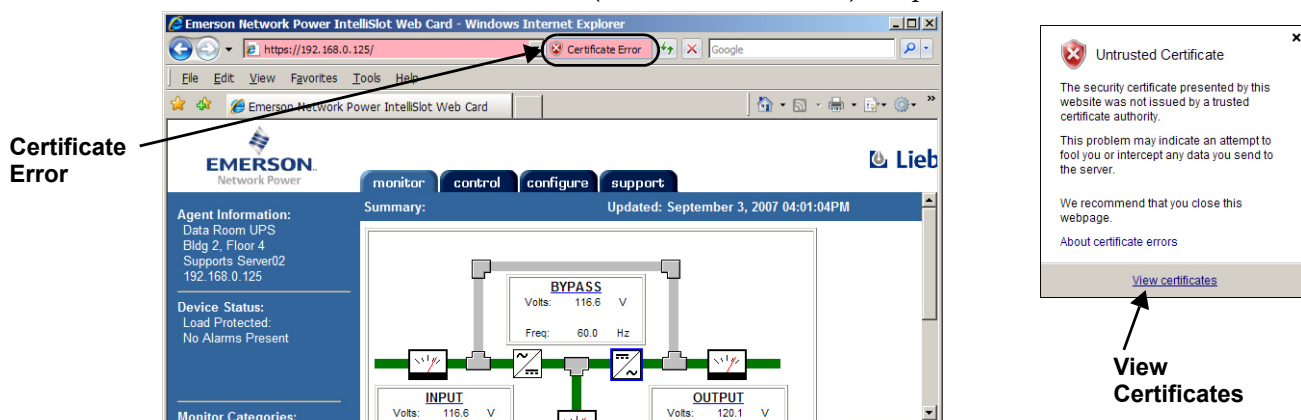 Emerson Network Power IntelliSlot Web Card - Windows Internet Explorer
https://192.168.0.125/
Certificate Error
Google
File Edit View Favorites Tools Help
Emerson Network Power IntelliSlot Web Card
Certificate
Error
EMERSON
Network Power
Lieb
monitor control configure support
Summary: Updated: September 3, 2007 04:01:04PM
Agent Information:
Data Room UPS
Bldg 2, Floor 4
Supports Server02
192.168.0.125
Device Status:
Load Protected:
No Alarms Present
Monitor Categories:
BYPASS
Volts: 116.6 V
Freq: 60.0 Hz
INPUT
Volts: 116.6 V
OUTPUT
Volts: 120.1 V
Untrusted Certificate
The security certificate presented by this
website was not issued by a trusted
certificate authority.
This problem may indicate an attempt to
fool you or intercept any data you send to
the server.
We recommend that you close this
webpage.
About certificate errors
View certificates
View
Certificates